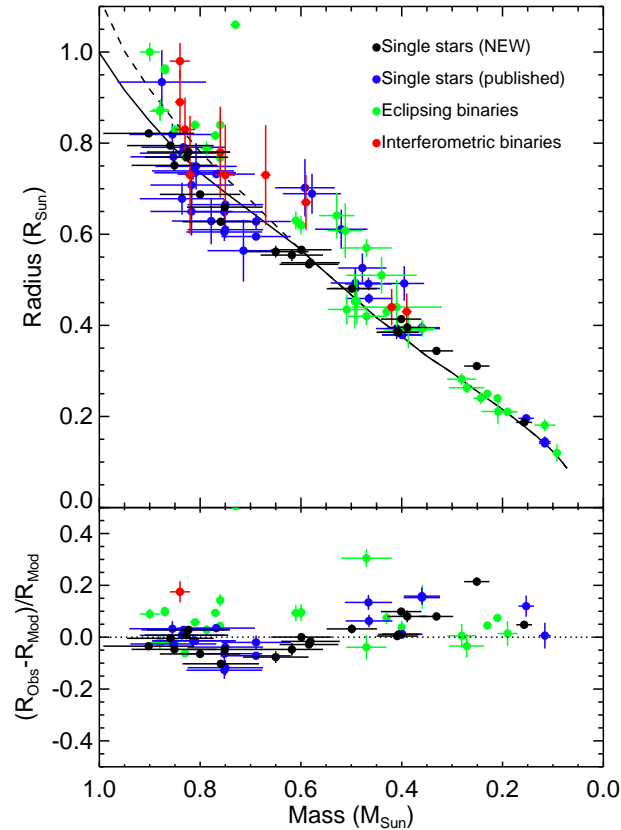 1.0
0.8
0.6
0.4
0.2
0.0
Radius (R_Sun)
Single stars (NEW)
Single stars (published)
Eclipsing binaries
Interferometric binaries
0.4
0.2
0.0
-0.2
-0.4
(R_Obs-R_Mod)/R_Mod
1.0 0.8 0.6 0.4 0.2 0.0
Mass (M_Sun)